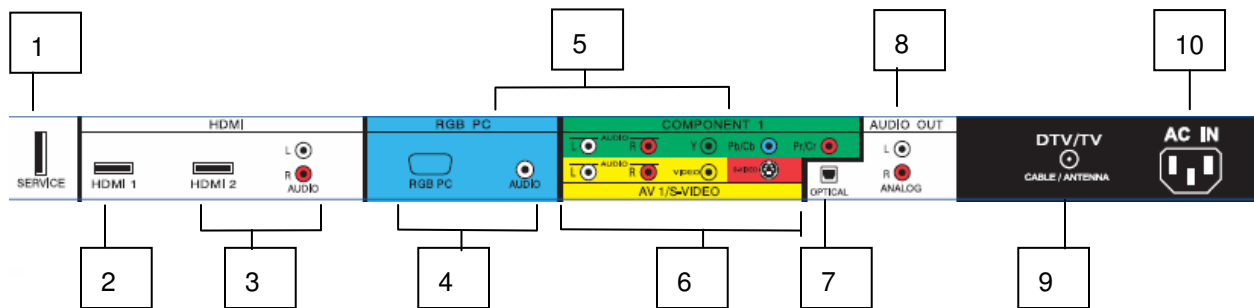 1
5
8
10
HDMI
RGB PC
COMPONENT 1
AUDIO OUT
SERVICE
HDMI 1
HDMI 2
L
R
AUDIO
RGB PC
AUDIO
L
AUDIO
R
Y
Pb/Cb
Pr/Cr
L
AUDIO
R
VIDEO
S-VIDEO
AV 1/S-VIDEO
OPTICAL
L
R
ANALOG
DTV/TV
CABLE / ANTENNA
AC IN
2
3
4
6
7
9